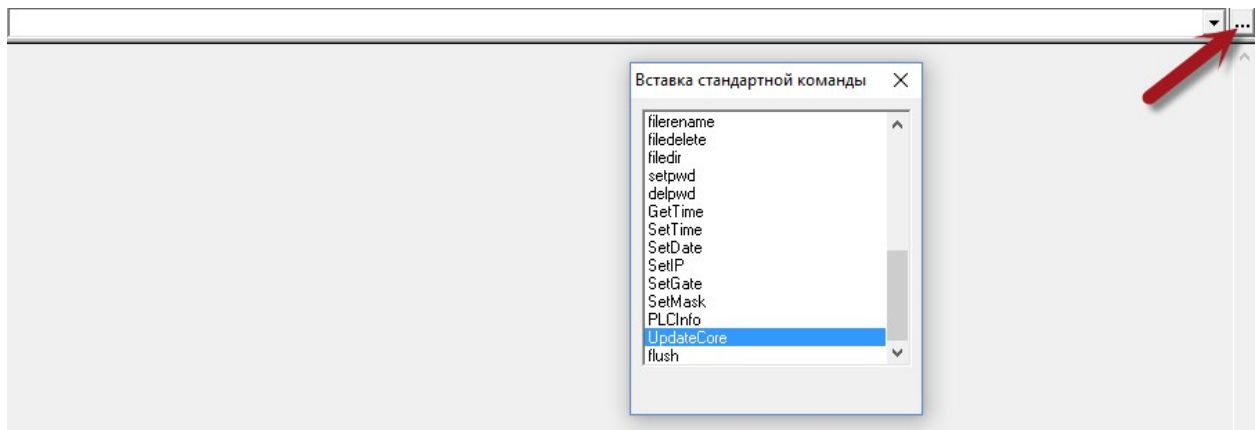 ...
Вставка стандартной команды
filerename
filedelete
filedir
setpwd
delpwd
GetTime
SetTime
SetDate
SetIP
SetGate
SetMask
PLCInfo
UpdateCore
flush